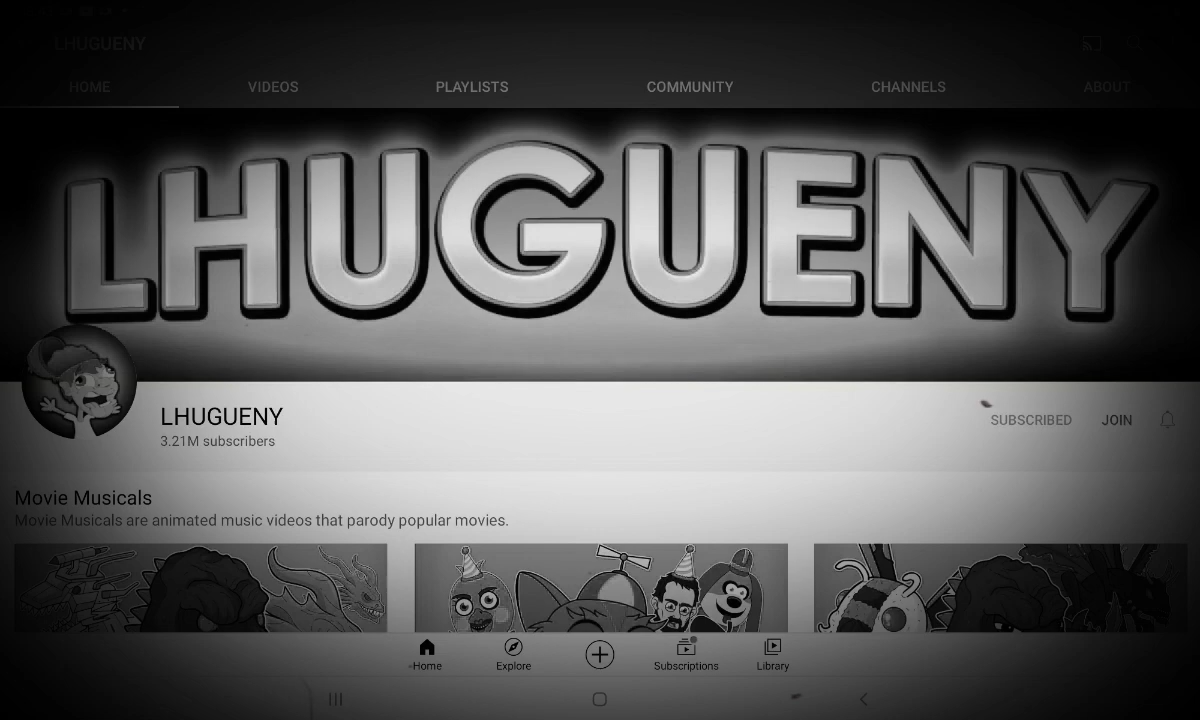 LHUGUENY
HOME VIDEOS PLAYLISTS COMMUNITY CHANNELS ABOUT
LHUGUENY
LHUGUENY
3.21M subscribers
SUBSCRIBED JOIN
Movie Musicals
Movie Musicals are animated music videos that parody popular movies.
Home Explore Subscriptions Library